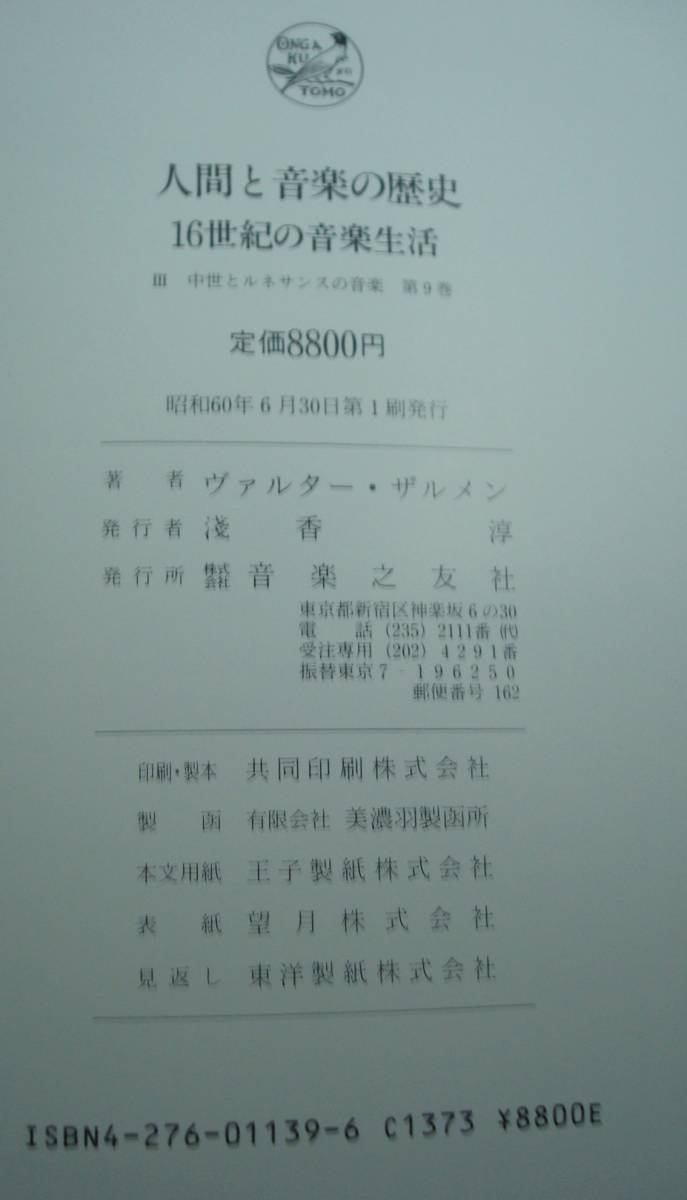 ONGAKU
TOMO
人間と音楽の歴史
16世紀の音楽生活
III 中世とルネサンスの音楽 第9巻
定価8800円
昭和60年6月30日第1刷発行
著者 ヴァルター・ザルメン
発行者 淺香 淳
発行所 株式会社 音楽之友社
東京都新宿区神楽坂6の30
電話 (235) 2111番 (代)
受注専用 (202) 4291番
振替東京7-196250
郵便番号 162
印刷・製本 共同印刷株式会社
製函 有限会社 美濃羽製函所
本文用紙 王子製紙株式会社
表紙 望月株式会社
見返し 東洋製紙株式会社
ISBN4-276-01139-6 C1373 ¥8800E